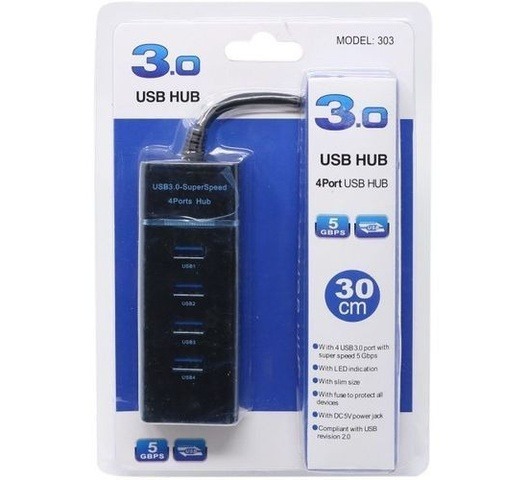 MODEL: 303
3.0
USB HUB
USB3.0-SuperSpeed
4Ports Hub
USB1
USB2
USB3
USB4
5
GBPS
USB
3.0
USB HUB
4Port USB HUB
5
GBPS
USB
30
cm
With 4 USB3.0 port with
super speed 5 Gbps
With LED indication
With slim size
With fuse to protect all
devices
With DC5V power jack
Compliant with USB
revision 2.0